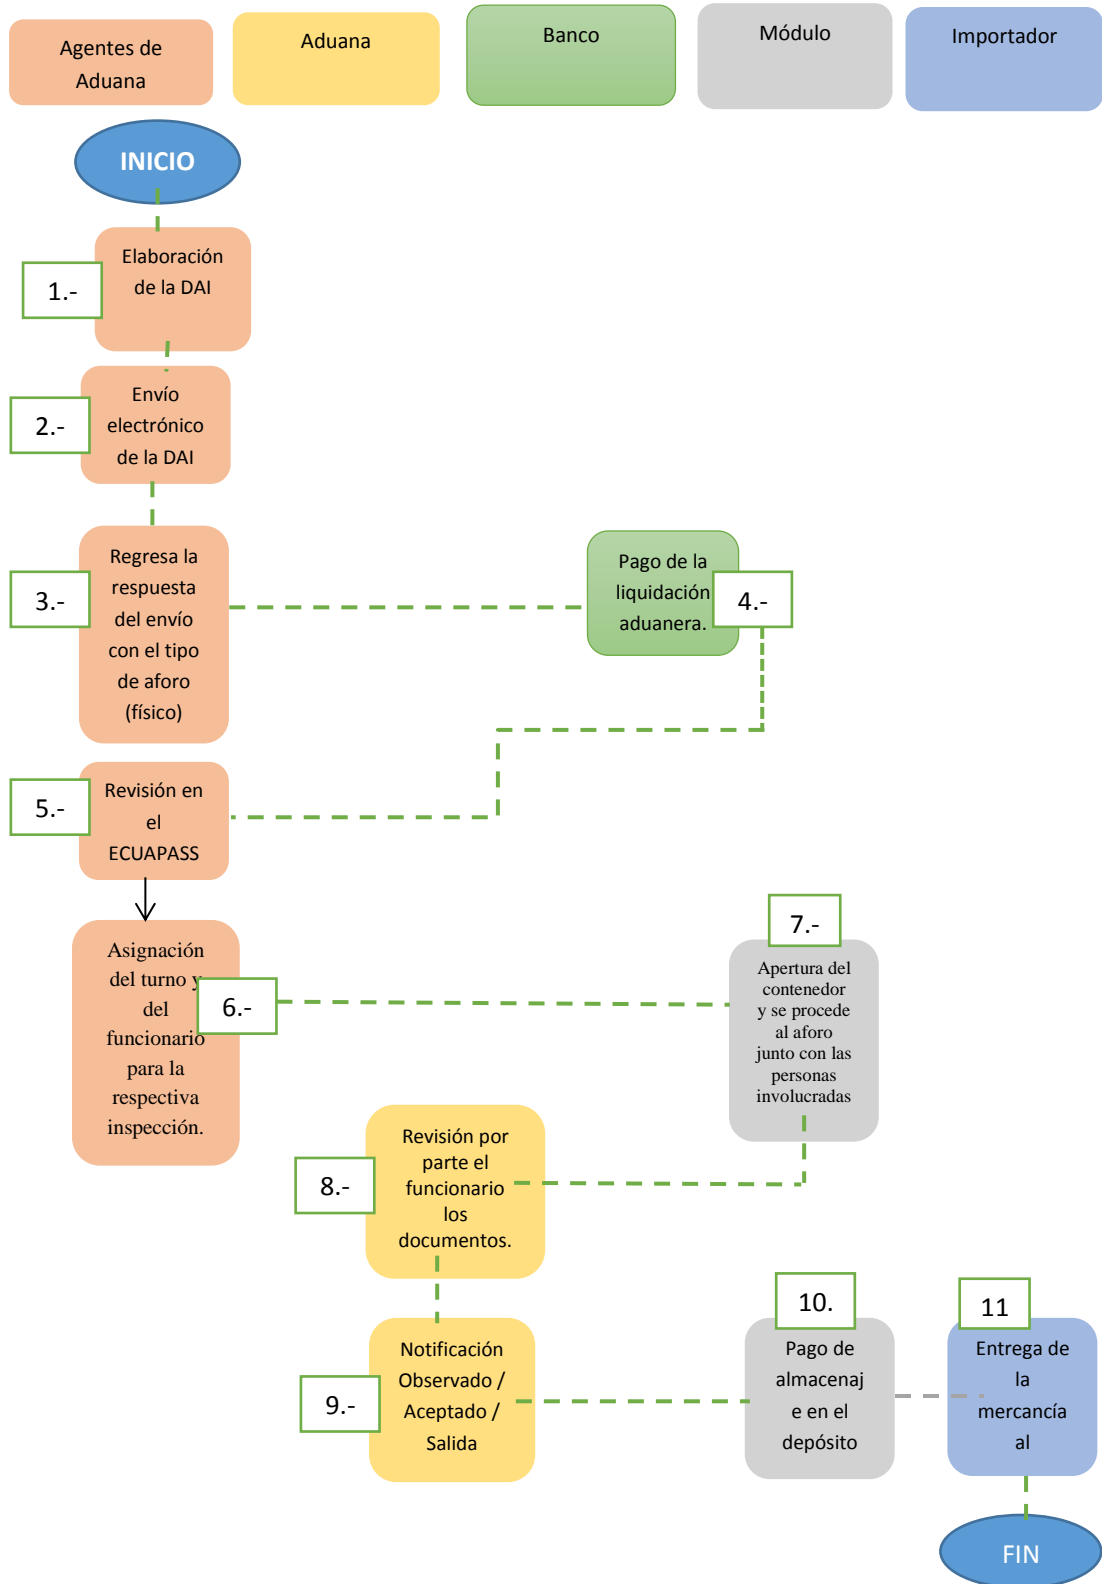 Agentes de
Aduana
Aduana
Banco
Módulo
Importador
INICIO
Elaboración
de la DAI
1.-
Envío
electrónico
de la DAI
2.-
Regresa la
respuesta
del envío
con el tipo
de aforo
(físico)
3.-
Pago de la
liquidación
aduanera.
4.-
Revisión en
el
ECUAPASS
5.-
Asignación
del turno y
del
funcionario
para la
respectiva
inspección.
6.-
7.-
Apertura del
contenedor
y se procede
al aforo
junto con las
personas
involucradas
Revisión por
parte el
funcionario
los
documentos.
8.-
Notificación
Observado /
Aceptado /
Salida
9.-
10.
Pago de
almacenaj
e en el
depósito
11
Entrega de
la
mercancía
al
FIN